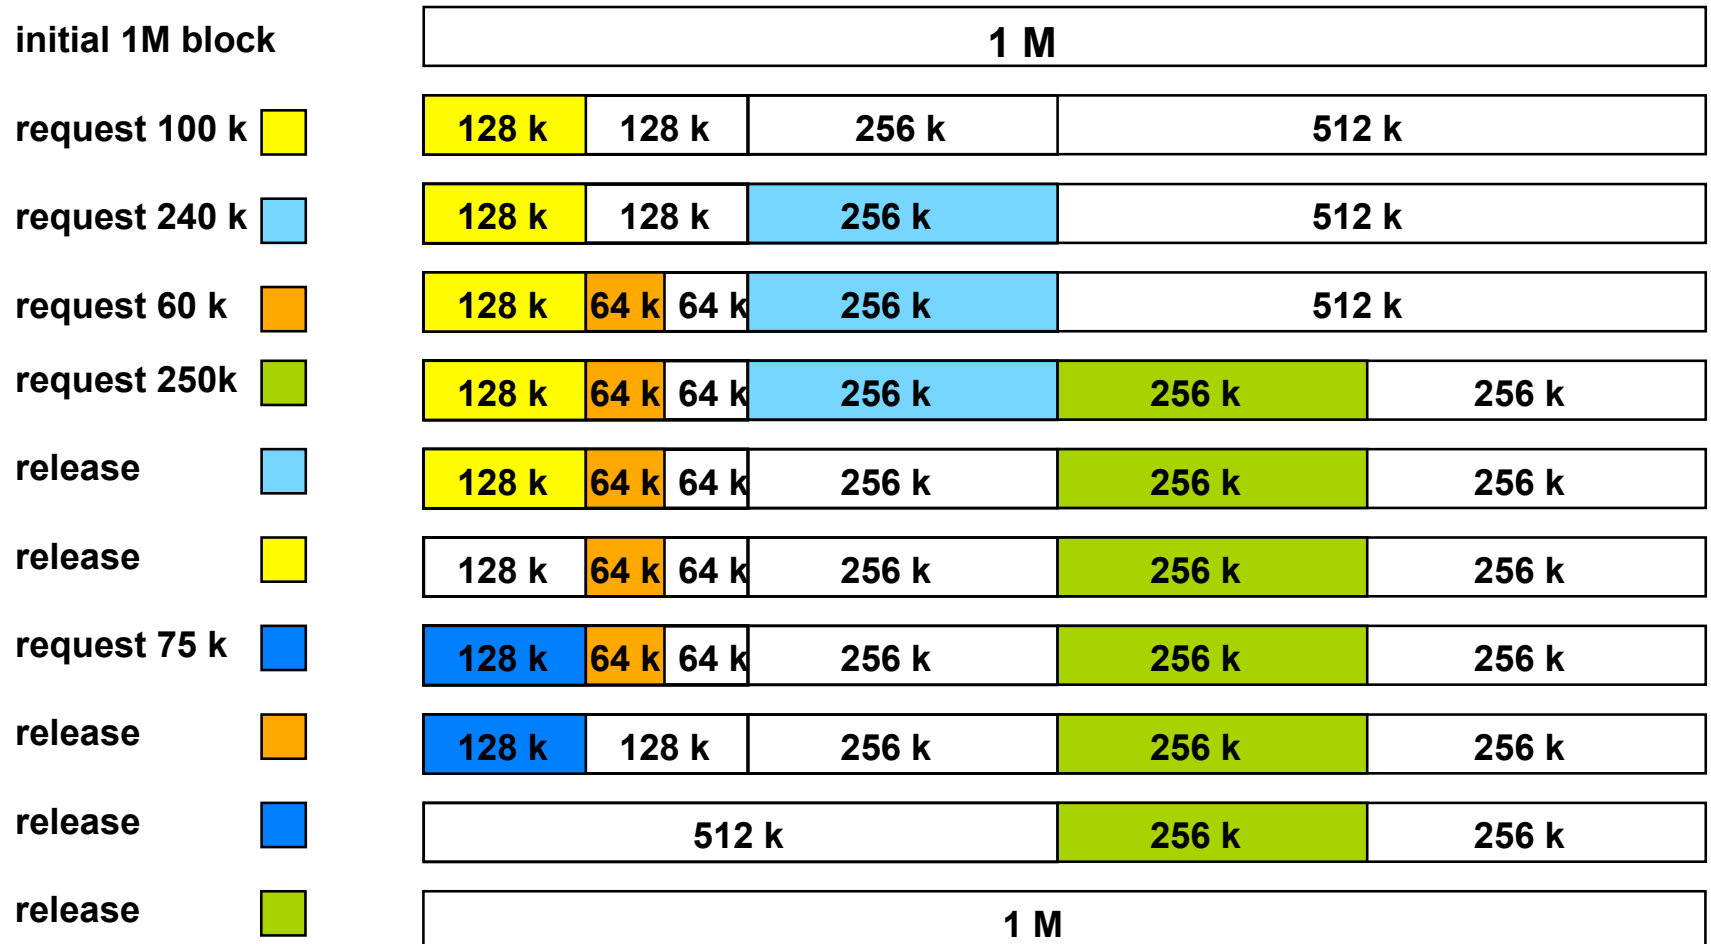 initial 1M block 1 M
request 100 k 128 k 128 k 256 k 512 k
request 240 k 128 k 128 k 256 k 512 k
request 60 k 128 k 64 k 64 k 256 k 512 k
request 250k 128 k 64 k 64 k 256 k 256 k 256 k
release 128 k 64 k 64 k 256 k 256 k 256 k
release 128 k 64 k 64 k 256 k 256 k 256 k
request 75 k 128 k 64 k 64 k 256 k 256 k 256 k
release 128 k 128 k 256 k 256 k 256 k
release 512 k 256 k 256 k
release 1 M